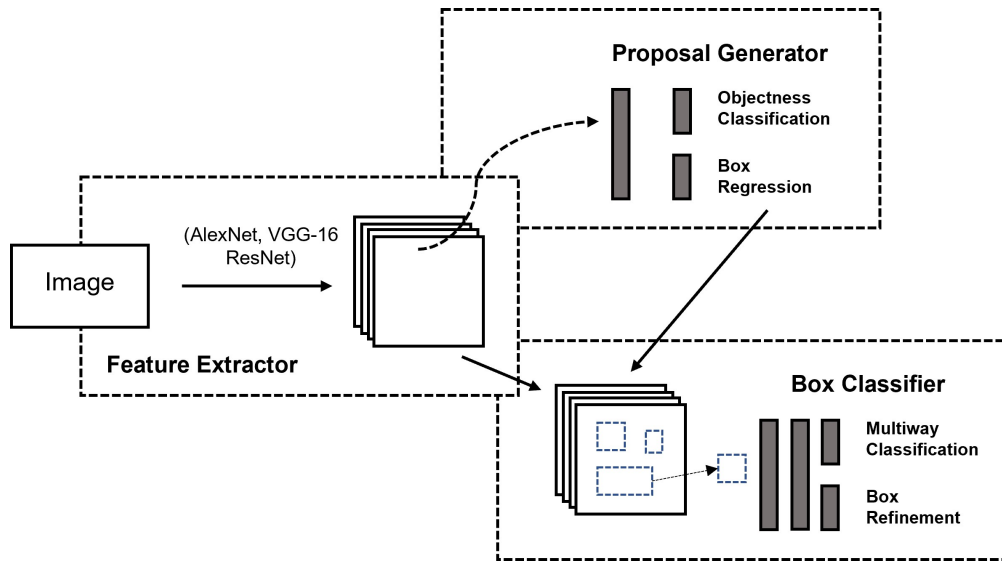 Proposal Generator
Objectness
Classification
Box
Regression
(AlexNet, VGG-16
ResNet)
Image
Feature Extractor
Box Classifier
Multiway
Classification
Box
Refinement